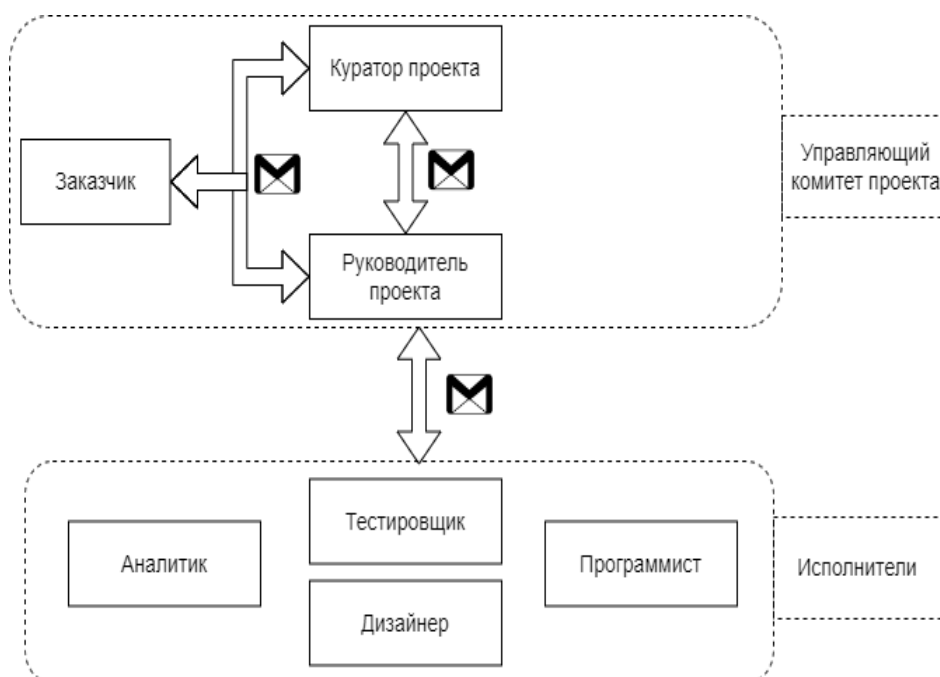 Куратор проекта
Заказчик
Управляющий
комитет проекта
Руководитель
проекта
Тестировщик
Аналитик
Программист
Исполнители
Дизайнер